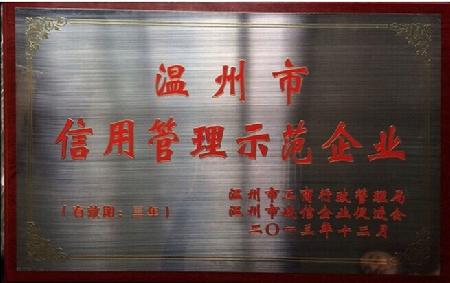 温州市
信用管理示范企业
温州市工商行政管理局
(有效期：三年)
温州市诚信企业促进会
二〇一三年十二月